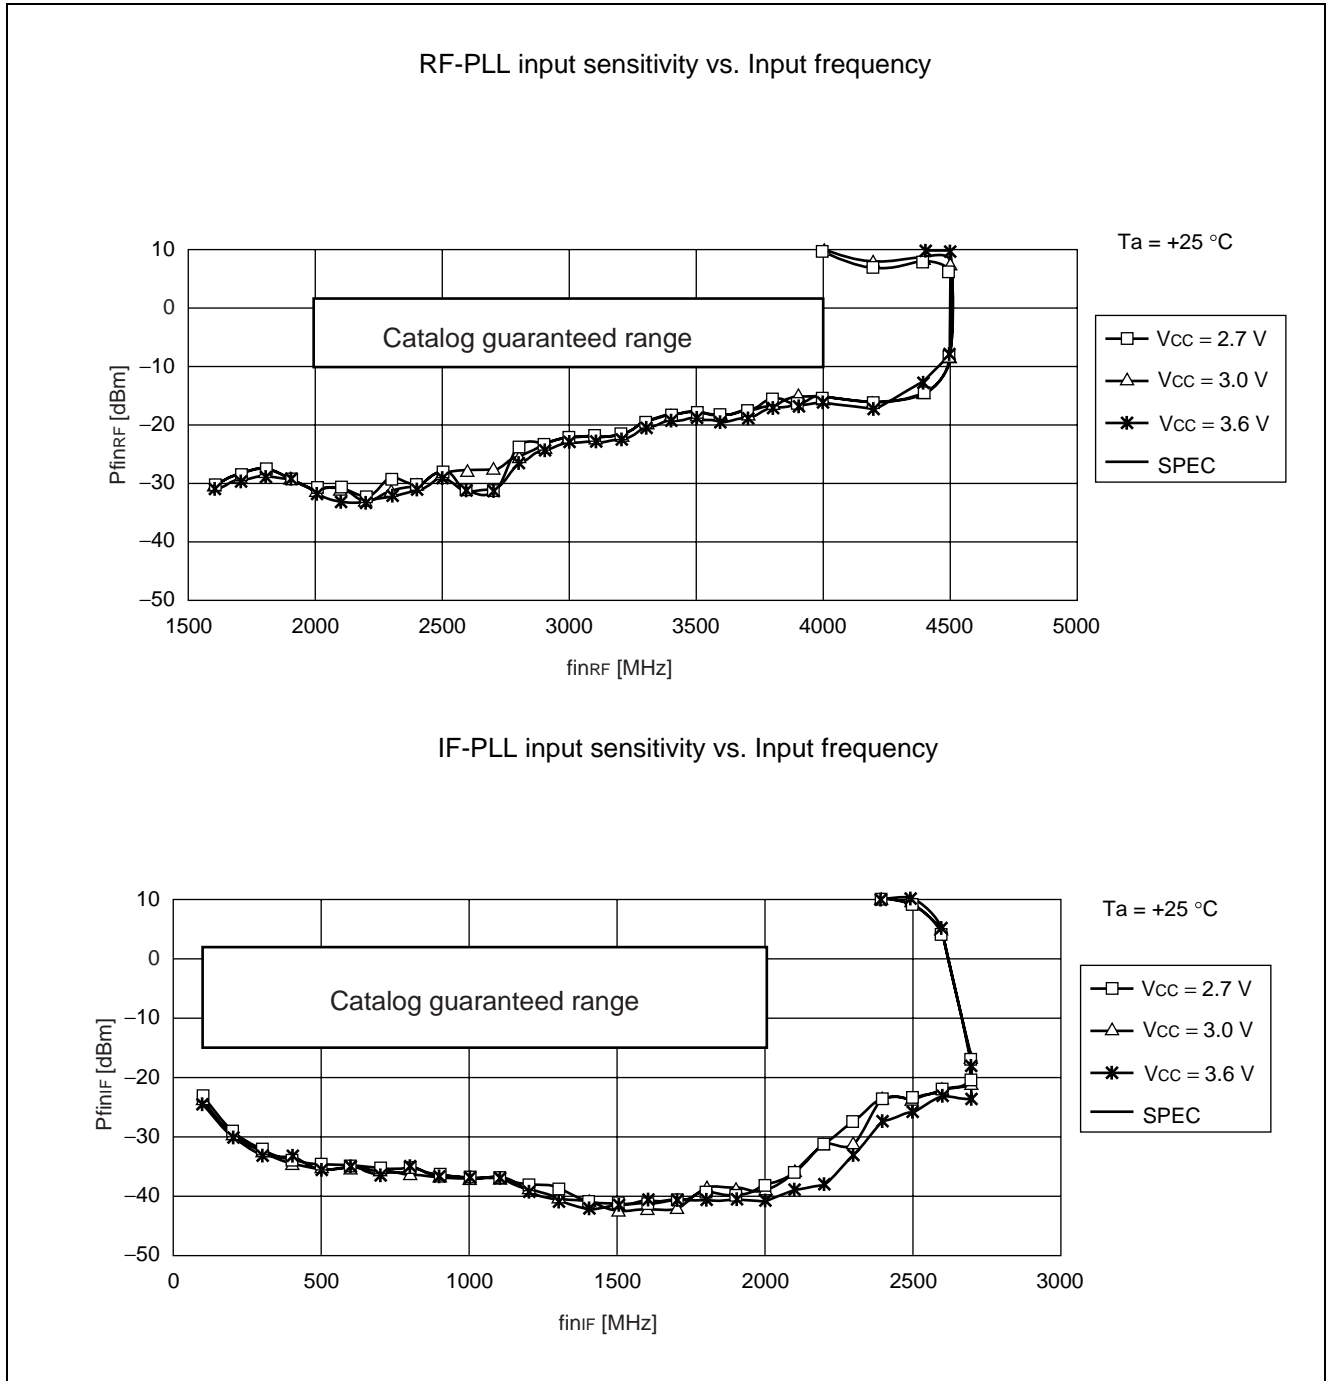 RF-PLL input sensitivity vs. Input frequency
Ta = +25 °C
10
0
−10
−20
−30
−40
−50
PfinRF [dBm]
Catalog guaranteed range
VCC = 2.7 V
VCC = 3.0 V
VCC = 3.6 V
SPEC
1500 2000 2500 3000 3500 4000 4500 5000
finRF [MHz]
IF-PLL input sensitivity vs. Input frequency
Ta = +25 °C
10
0
−10
−20
−30
−40
−50
PfinIF [dBm]
Catalog guaranteed range
VCC = 2.7 V
VCC = 3.0 V
VCC = 3.6 V
SPEC
0 500 1000 1500 2000 2500 3000
finIF [MHz]